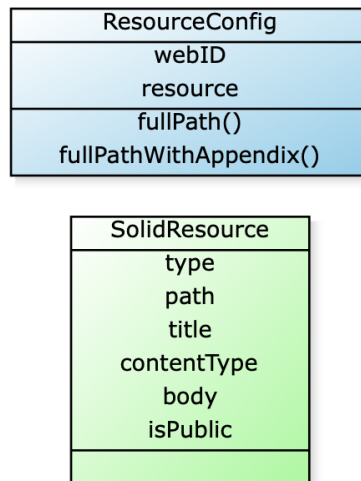 ResourceConfig
webID
resource
fullPath()
fullPathWithAppendix()
SolidResource
type
path
title
contentType
body
isPublic